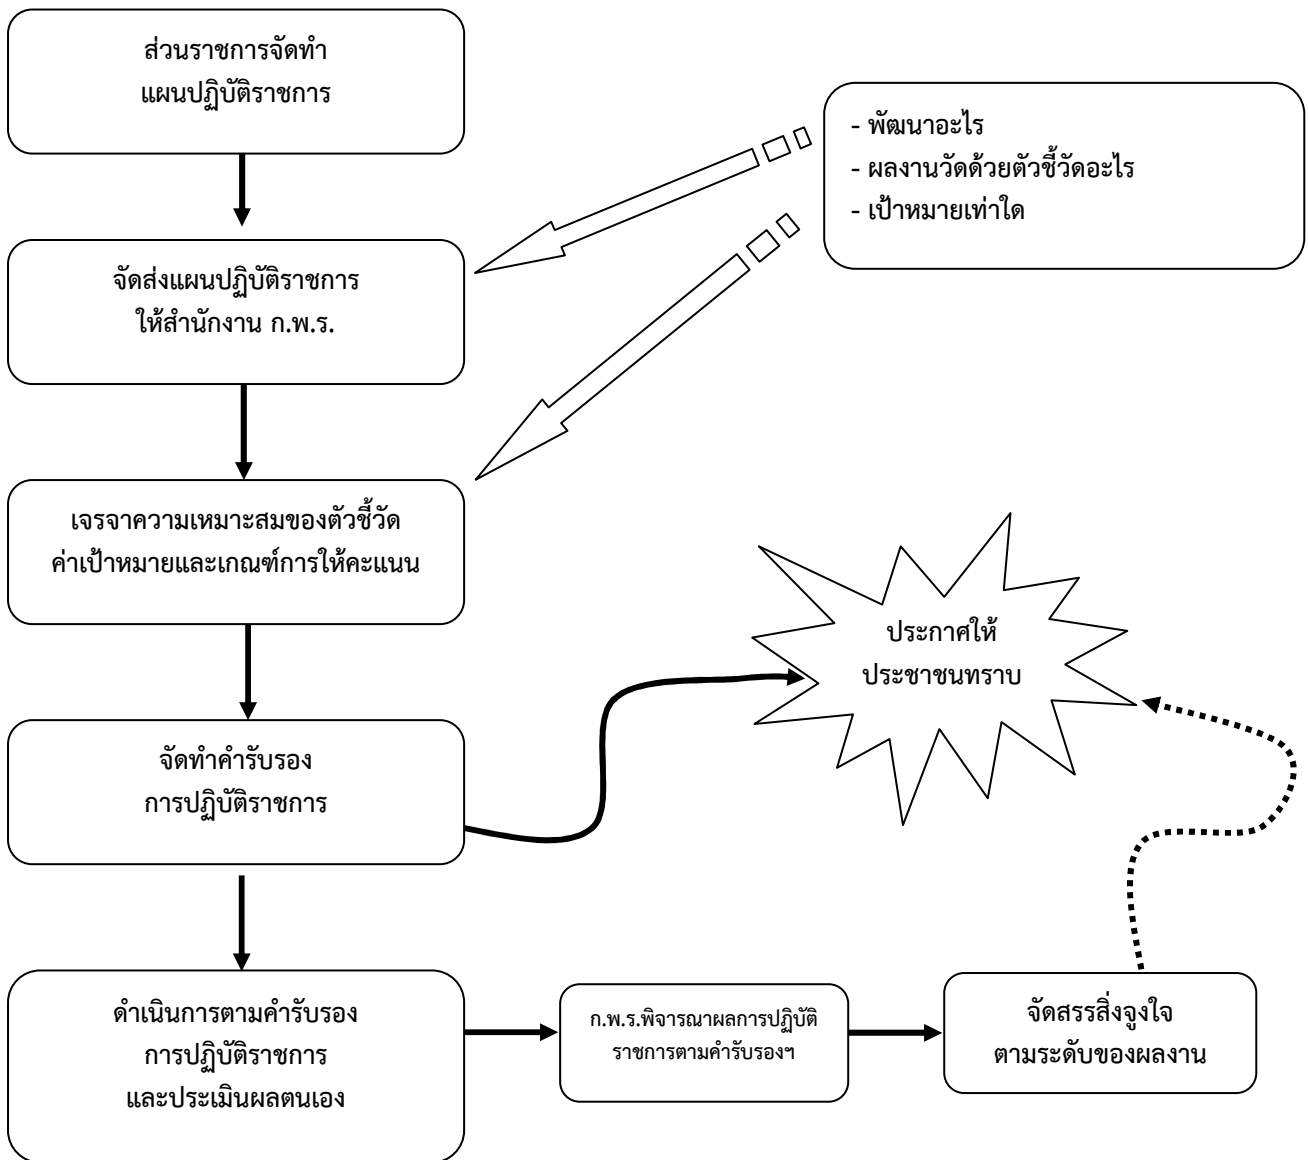 ส่วนราชการจัดทำ
แผนปฏิบัติราชการ
- พัฒนาอะไร
- ผลงานวัดด้วยตัวชี้วัดอะไร
- เป้าหมายเท่าใด
จัดส่งแผนปฏิบัติราชการ
ให้สำนักงาน ก.พ.ร.
เจรจาความเหมาะสมของตัวชี้วัด
ค่าเป้าหมายและเกณฑ์การให้คะแนน
ประกาศให้
ประชาชนทราบ
จัดทำคำรับรอง
การปฏิบัติราชการ
ดำเนินการตามคำรับรอง
การปฏิบัติราชการ
และประเมินผลตนเอง
ก.พ.ร.พิจารณาผลการปฏิบัติ
ราชการตามคำรับรองฯ
จัดสรรสิ่งจูงใจ
ตามระดับของผลงาน